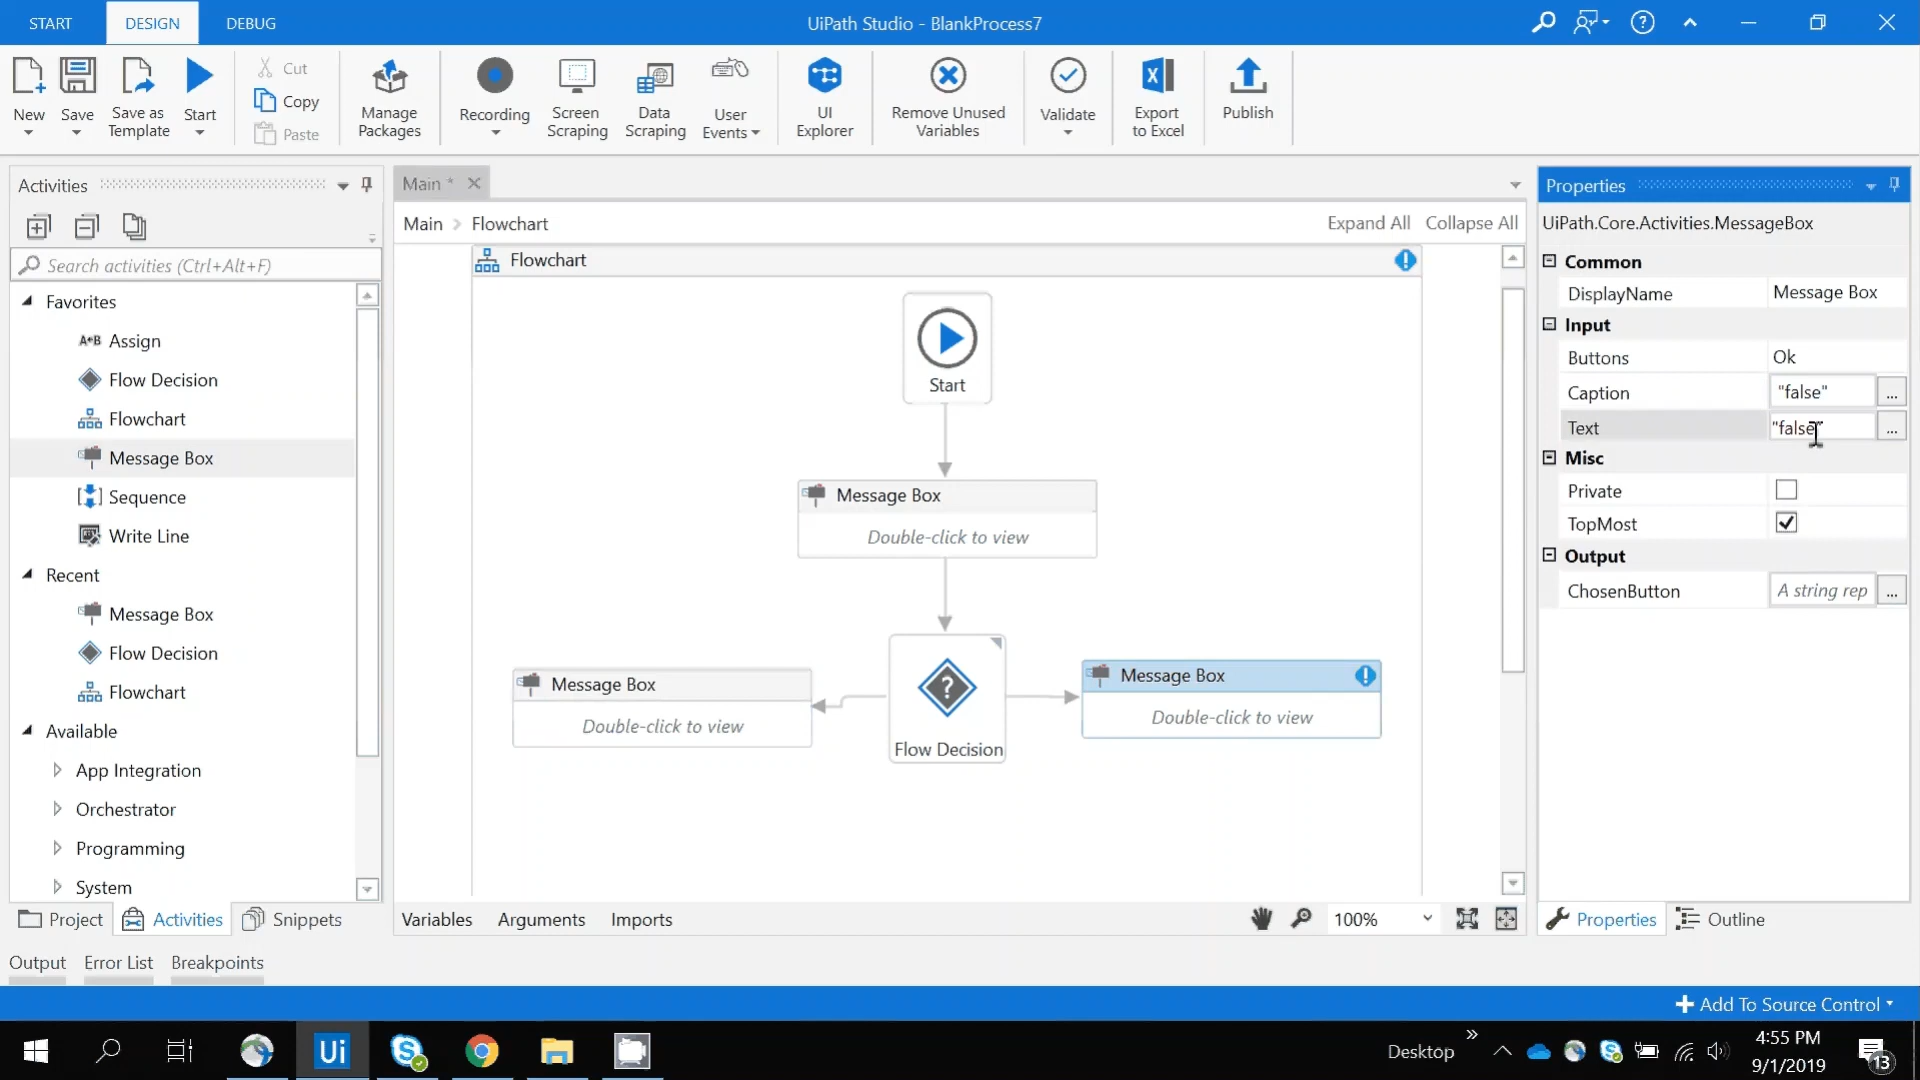 START
DESIGN
DEBUG
UiPath Studio - BlankProcess7
New
Save
Save as
Template
Start
Cut
Copy
Paste
Manage
Packages
Recording
Screen
Scraping
Data
Scraping
User
Events
UI
Explorer
Remove Unused
Variables
Validate
Export
to Excel
Publish
Activities
Search activities (Ctrl+Alt+F)
Favorites
A+B Assign
Flow Decision
Flowchart
Message Box
Sequence
Write Line
Recent
Message Box
Flow Decision
Flowchart
Available
App Integration
Orchestrator
Programming
System
Project
Activities
Snippets
Main *
Main > Flowchart
Expand All
Collapse All
Flowchart
Start
Message Box
Double-click to view
Message Box
Double-click to view
Flow Decision
Message Box
Double-click to view
Variables
Arguments
Imports
100%
Properties
UiPath.Core.Activities.MessageBox
Common
DisplayName
Message Box
Input
Buttons
Ok
Caption
"false"
...
Text
"false"
...
Misc
Private
TopMost
Output
ChosenButton
A string rep
...
Properties
Outline
Output
Error List
Breakpoints
Add To Source Control
Ui
Desktop
4:55 PM
9/1/2019
13